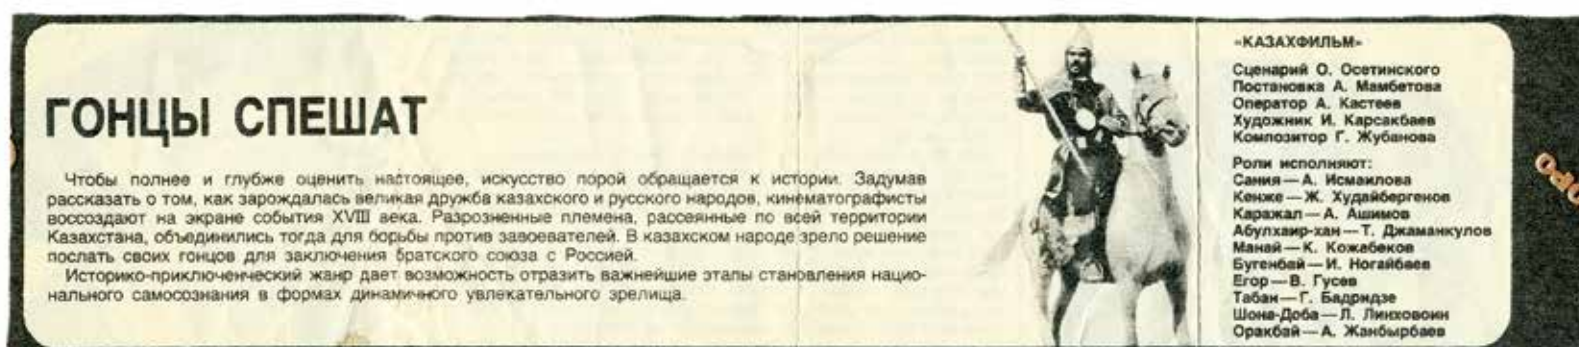 ГОНЦЫ СПЕШАТ
Чтобы полнее и глубже оценить настоящее, искусство порой обращается к истории. Задумав
рассказать о том, как зарождалась великая дружба казахского и русского народов, кинематографисты
воссоздают на экране события XVIII века. Разрозненные племена, рассеянные по всей территории
Казахстана, объединились тогда для борьбы против завоевателей. В казахском народе зрело решение
послать своих гонцов для заключения братского союза с Россией.
Историко-приключенческий жанр дает возможность отразить важнейшие этапы становления нацио-
нального самосознания в формах динамичного увлекательного зрелища.
«КАЗАХФИЛЬМ»
Сценарий О. Осетинского
Постановка А. Мамбетова
Оператор А. Кастеев
Художник И. Карсакбаев
Композитор Г. Жубанова
Роли исполняют:
Сания — А. Исмаилова
Кенже — Ж. Худайбергенов
Каражал — А. Ашимов
Абулхаир-хан — Т. Джаманкулов
Манай — К. Кожабеков
Бугенбай — И. Ногайбаев
Егор — В. Гусев
Табан — Г. Бадридзе
Шона-Доба — Л. Линховоин
Оракбай — А. Жанбырбаев